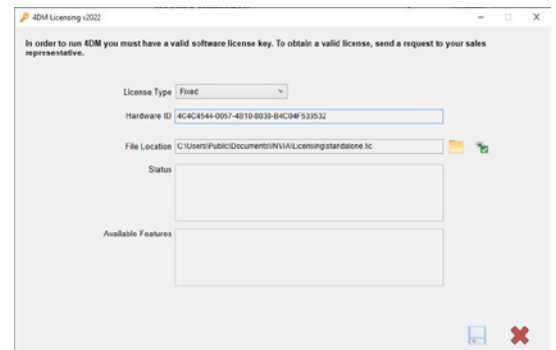 4DM Licensing v2022
In order to run 4DM you must have a valid software license key. To obtain a valid license, send a request to your sales
representative.
License Type Fixed
Hardware ID 4C4C4544-0057-4810-8038-B4C04F533532
File Location C:\Users\Public\Documents\INVIA\Licensing\standalone.lic
Status
Available Features